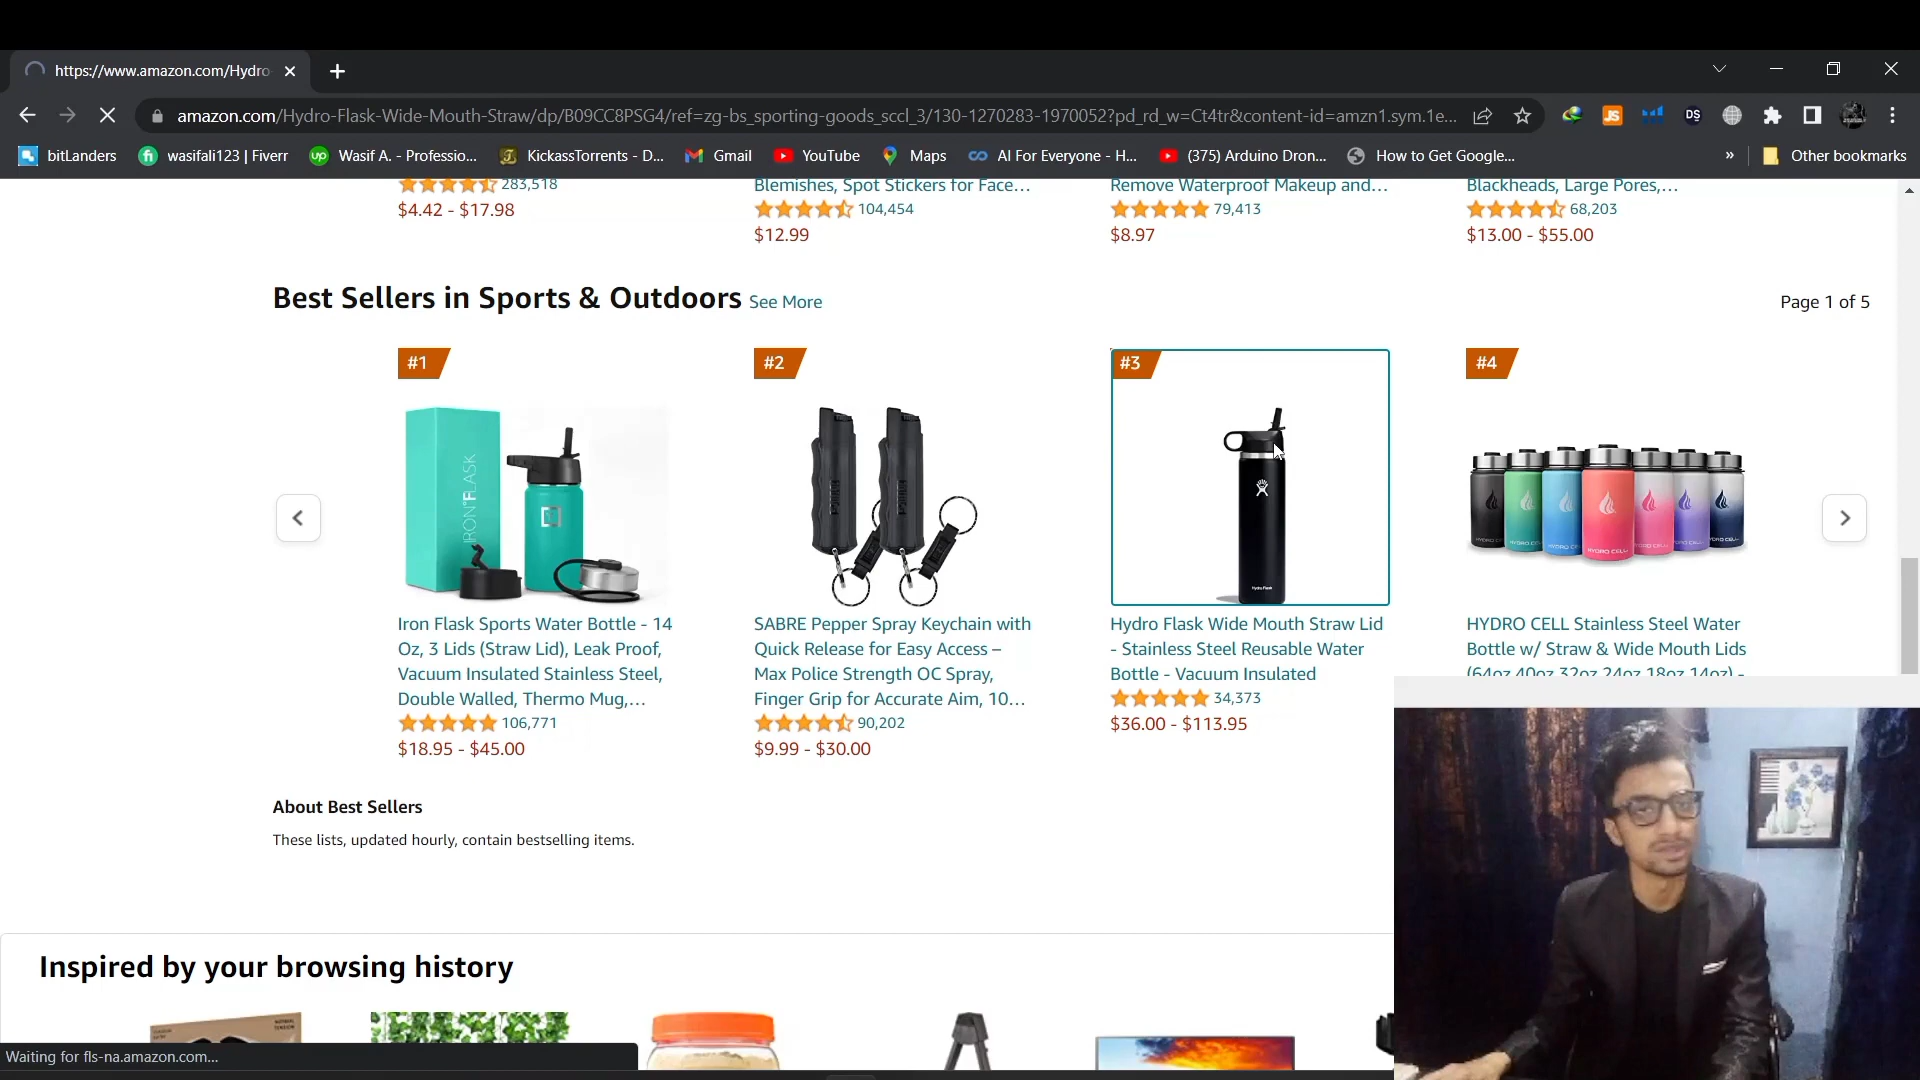 https://www.amazon.com/Hydro-
amazon.com/Hydro-Flask-Wide-Mouth-Straw/dp/B09CC8PSG4/ref=zg-bs_sporting-goods_sccl_3/130-1270283-1970052?pd_rd_w=Ct4tr&content-id=amzn1.sym.1e...
bitLanders
wasifali123 | Fiverr
Wasif A. - Professio...
KickassTorrents - D...
Gmail
YouTube
Maps
AI For Everyone - H...
(375) Arduino Dron...
How to Get Google...
»
Other bookmarks
283,518
$4.42 - $17.98
Blemishes, Spot Stickers for Face...
104,454
$12.99
Remove Waterproof Makeup and...
79,413
$8.97
Blackheads, Large Pores,...
68,203
$13.00 - $55.00
Best Sellers in Sports & Outdoors See More
Page 1 of 5
#1
IRON FLASK
Iron Flask Sports Water Bottle - 14
Oz, 3 Lids (Straw Lid), Leak Proof,
Vacuum Insulated Stainless Steel,
Double Walled, Thermo Mug,...
106,771
$18.95 - $45.00
#2
SABRE Pepper Spray Keychain with
Quick Release for Easy Access –
Max Police Strength OC Spray,
Finger Grip for Accurate Aim, 10...
90,202
$9.99 - $30.00
#3
Hydro Flask
Hydro Flask Wide Mouth Straw Lid
- Stainless Steel Reusable Water
Bottle - Vacuum Insulated
34,373
$36.00 - $113.95
#4
HYDRO CELL
HYDRO CELL Stainless Steel Water
Bottle w/ Straw & Wide Mouth Lids
(64oz 40oz 32oz 24oz 18oz 14oz) -
About Best Sellers
These lists, updated hourly, contain bestselling items.
Inspired by your browsing history
Waiting for fls-na.amazon.com...